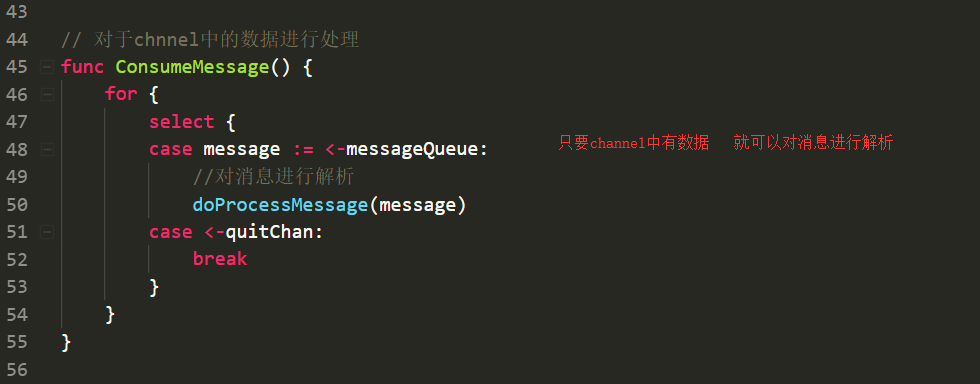 43
44 // 对于chnnel中的数据进行处理
45 func ConsumeMessage() {
46 for {
47 select {
48 case message := <-messageQueue: 只要channel中有数据 就可以对消息进行解析
49 //对消息进行解析
50 doProcessMessage(message)
51 case <-quitChan:
52 break
53 }
54 }
55 }
56